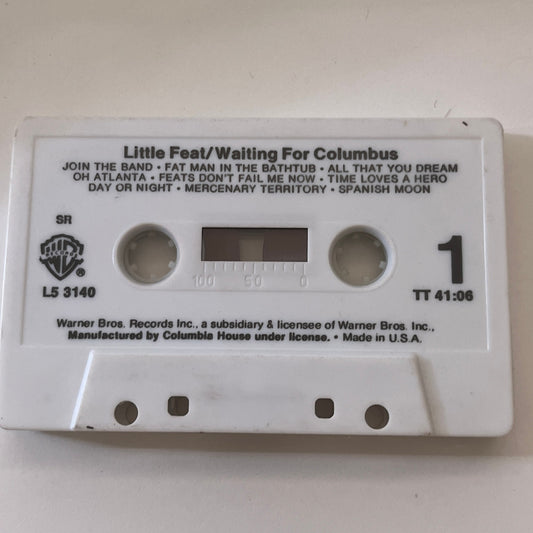 Little Feat/Waiting For Columbus
JOIN THE BAND • FAT MAN IN THE BATHTUB • ALL THAT YOU DREAM
OH ATLANTA • FEATS DON'T FAIL ME NOW • TIME LOVES A HERO
DAY OR NIGHT • MERCENARY TERRITORY • SPANISH MOON
SR
L5 3140
100 50 0
1
TT 41:06
Warner Bros. Records Inc., a subsidiary & licensee of Warner Bros. Inc.,
Manufactured by Columbia House under license. • Made in U.S.A.